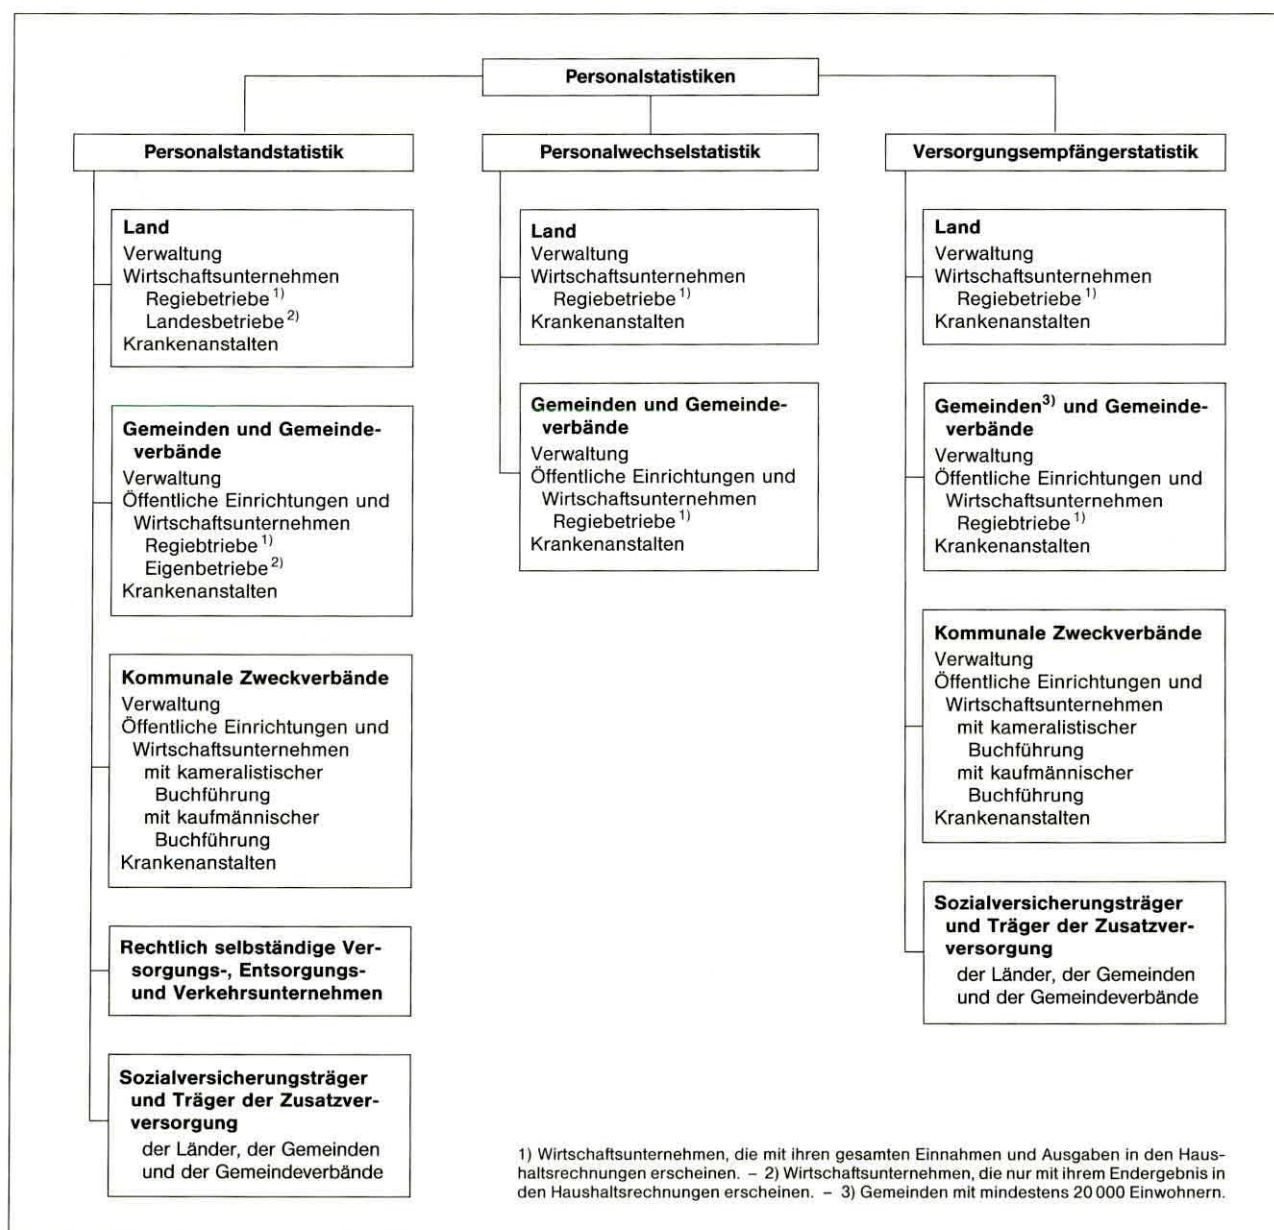 Personalstatistiken
Personalstandstatistik
Land
Verwaltung
Wirtschaftsunternehmen
Regiebetriebe 1)
Landesbetriebe 2)
Krankenanstalten
Gemeinden und Gemeinde-
verbände
Verwaltung
Öffentliche Einrichtungen und
Wirtschaftsunternehmen
Regiebtriebe 1)
Eigenbetriebe 2)
Krankenanstalten
Kommunale Zweckverbände
Verwaltung
Öffentliche Einrichtungen und
Wirtschaftsunternehmen
mit kameralistischer
Buchführung
mit kaufmännischer
Buchführung
Krankenanstalten
Rechtlich selbständige Ver-
sorgungs-, Entsorgungs-
und Verkehrsunternehmen
Sozialversicherungsträger
und Träger der Zusatzver-
versorgung
der Länder, der Gemeinden
und der Gemeindeverbände
Personalwechselstatistik
Land
Verwaltung
Wirtschaftsunternehmen
Regiebetriebe 1)
Krankenanstalten
Gemeinden und Gemeinde-
verbände
Verwaltung
Öffentliche Einrichtungen und
Wirtschaftsunternehmen
Regiebetriebe 1)
Krankenanstalten
Versorgungsempfängerstatistik
Land
Verwaltung
Wirtschaftsunternehmen
Regiebetriebe 1)
Krankenanstalten
Gemeinden 3) und Gemeinde-
verbände
Verwaltung
Öffentliche Einrichtungen und
Wirtschaftsunternehmen
Regiebtriebe 1)
Krankenanstalten
Kommunale Zweckverbände
Verwaltung
Öffentliche Einrichtungen und
Wirtschaftsunternehmen
mit kameralistischer
Buchführung
mit kaufmännischer
Buchführung
Krankenanstalten
Sozialversicherungsträger
und Träger der Zusatzver-
versorgung
der Länder, der Gemeinden
und der Gemeindeverbände
1) Wirtschaftsunternehmen, die mit ihren gesamten Einnahmen und Ausgaben in den Haus-
haltsrechnungen erscheinen. – 2) Wirtschaftsunternehmen, die nur mit ihrem Endergebnis in
den Haushaltsrechnungen erscheinen. – 3) Gemeinden mit mindestens 20 000 Einwohnern.